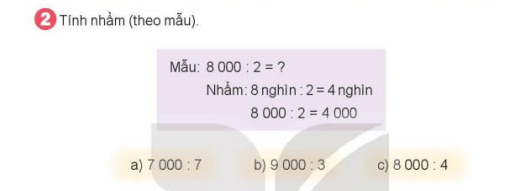 2 Tính nhẩm (theo mẫu).
Mẫu: 8 000 : 2 = ?
Nhẩm: 8 nghìn : 2 = 4 nghìn
8 000 : 2 = 4 000
a) 7 000 : 7 b) 9 000 : 3 c) 8 000 : 4